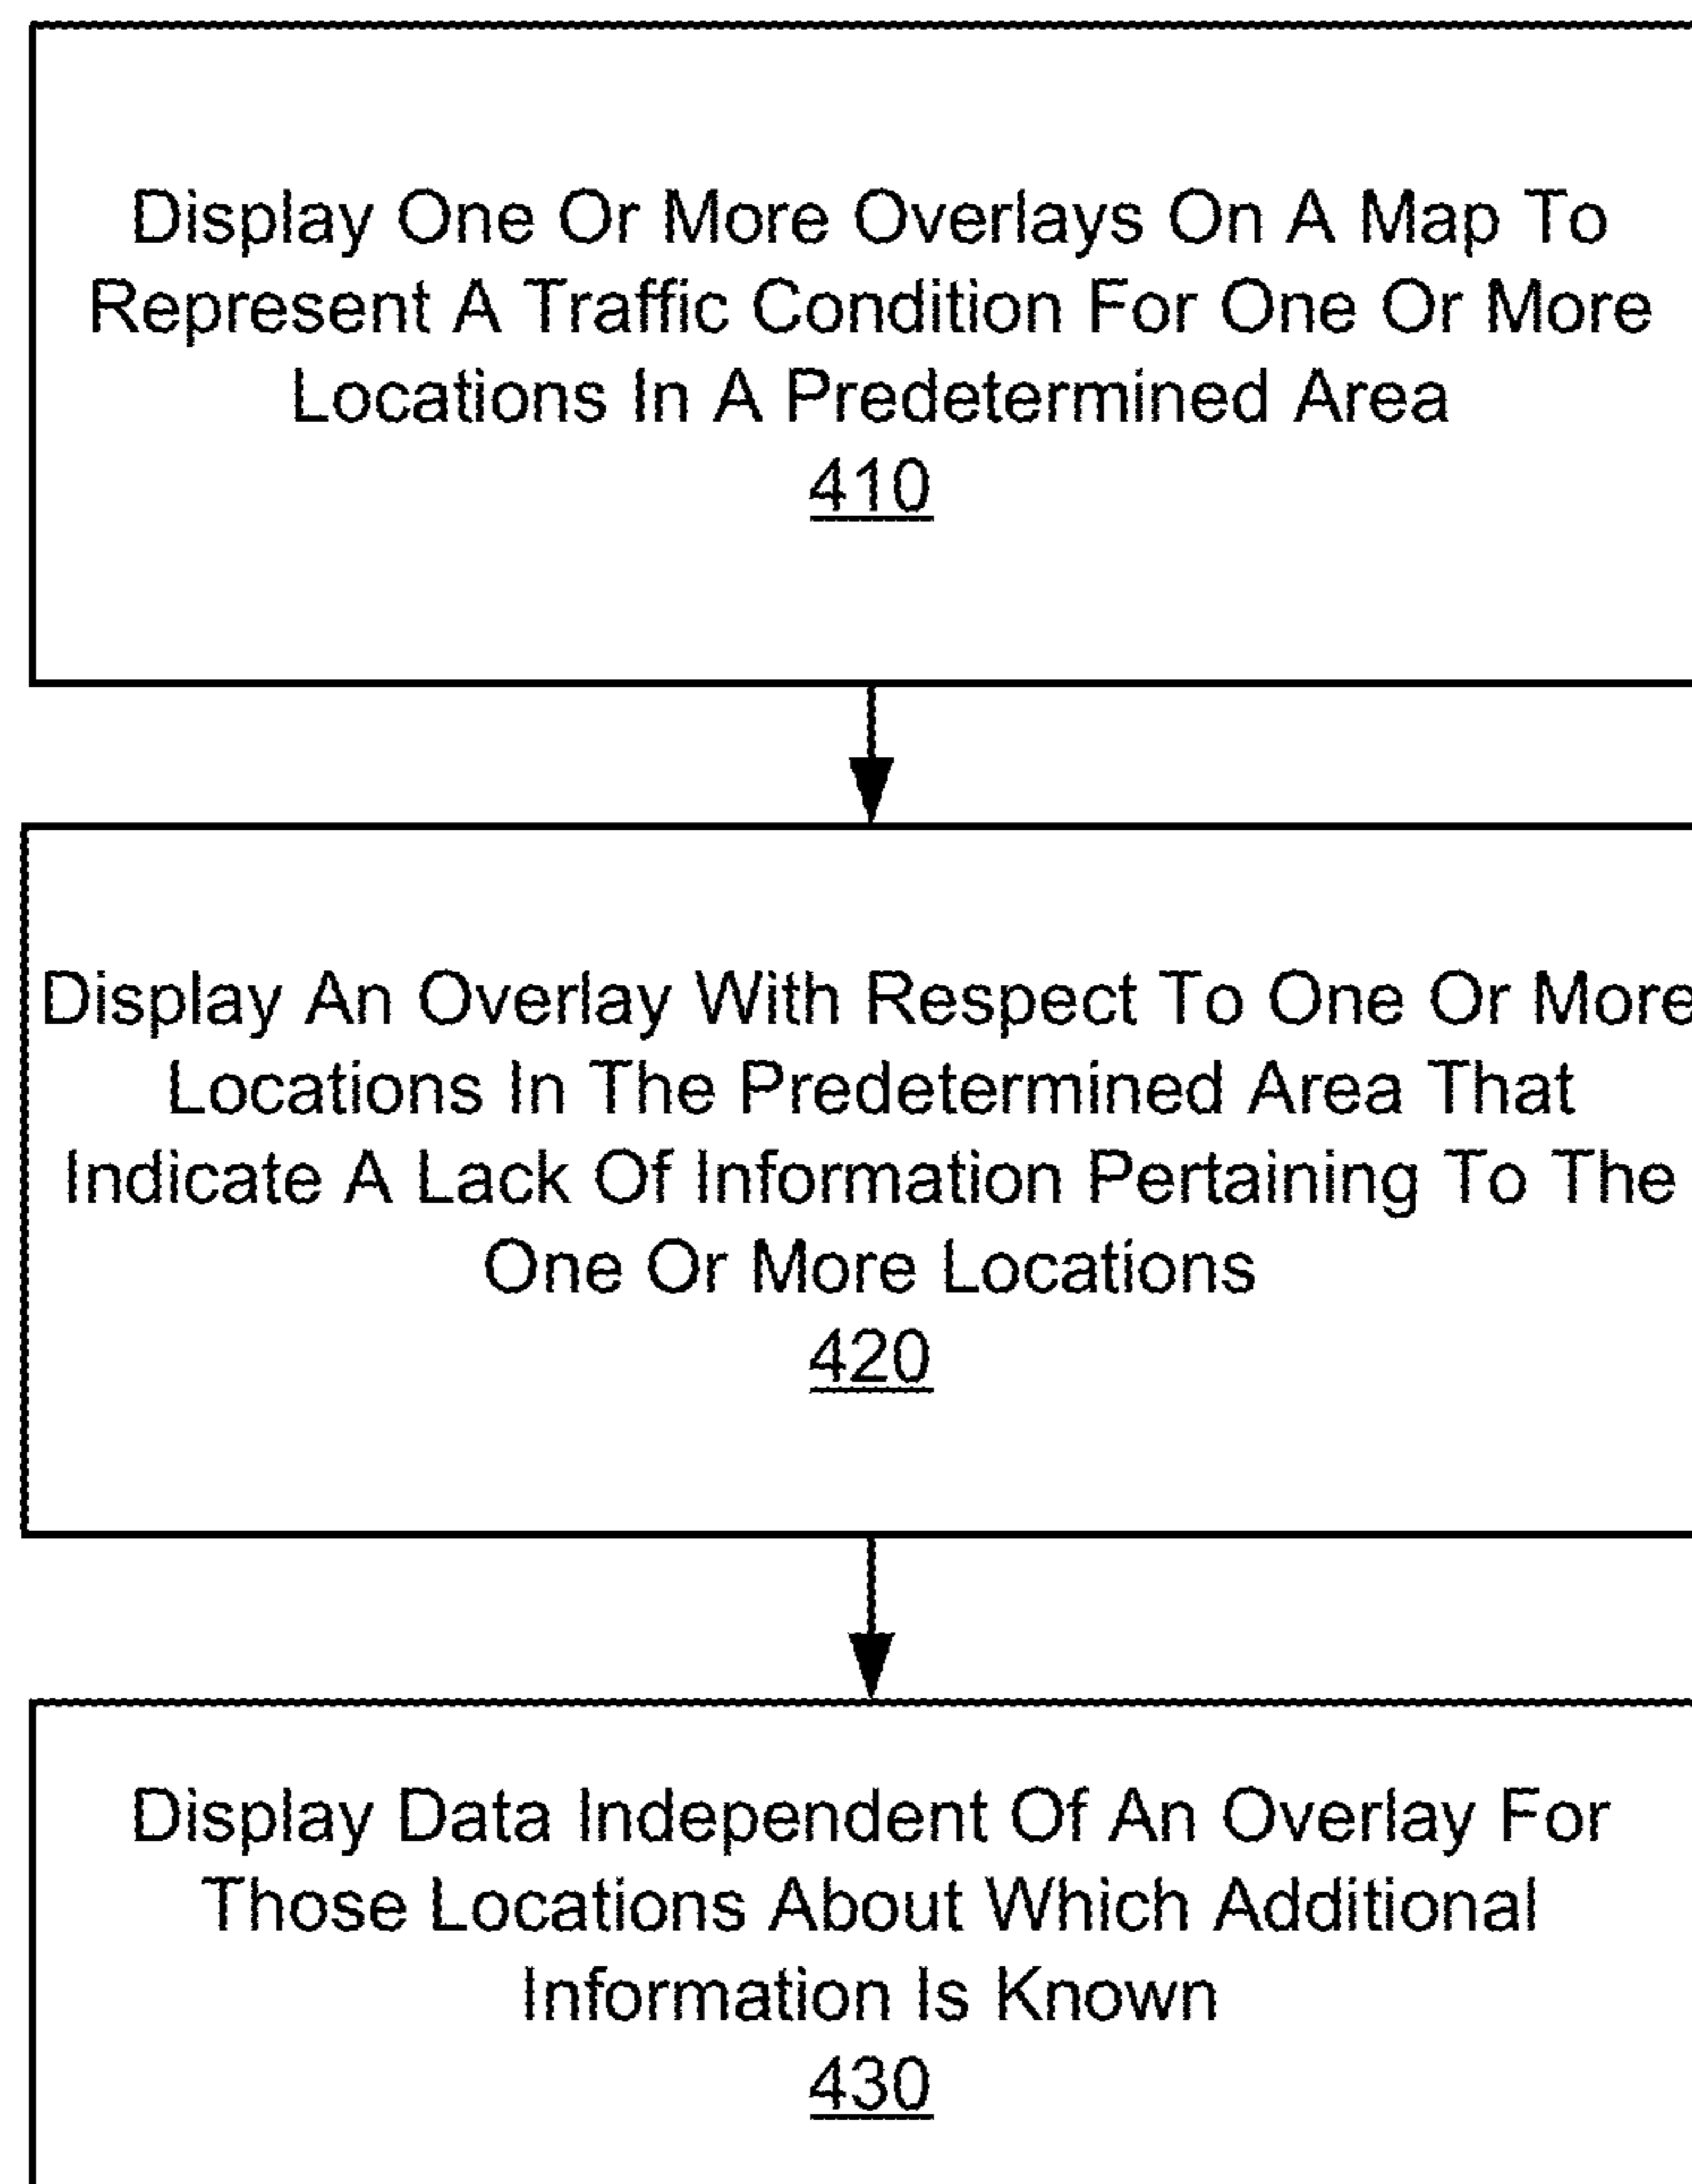 Display One Or More Overlays On A Map To
Represent A Traffic Condition For One Or More
Locations In A Predetermined Area
410
Display An Overlay With Respect To One Or More
Locations In The Predetermined Area That
Indicate A Lack Of Information Pertaining To The
One Or More Locations
420
Display Data Independent Of An Overlay For
Those Locations About Which Additional
Information Is Known
430